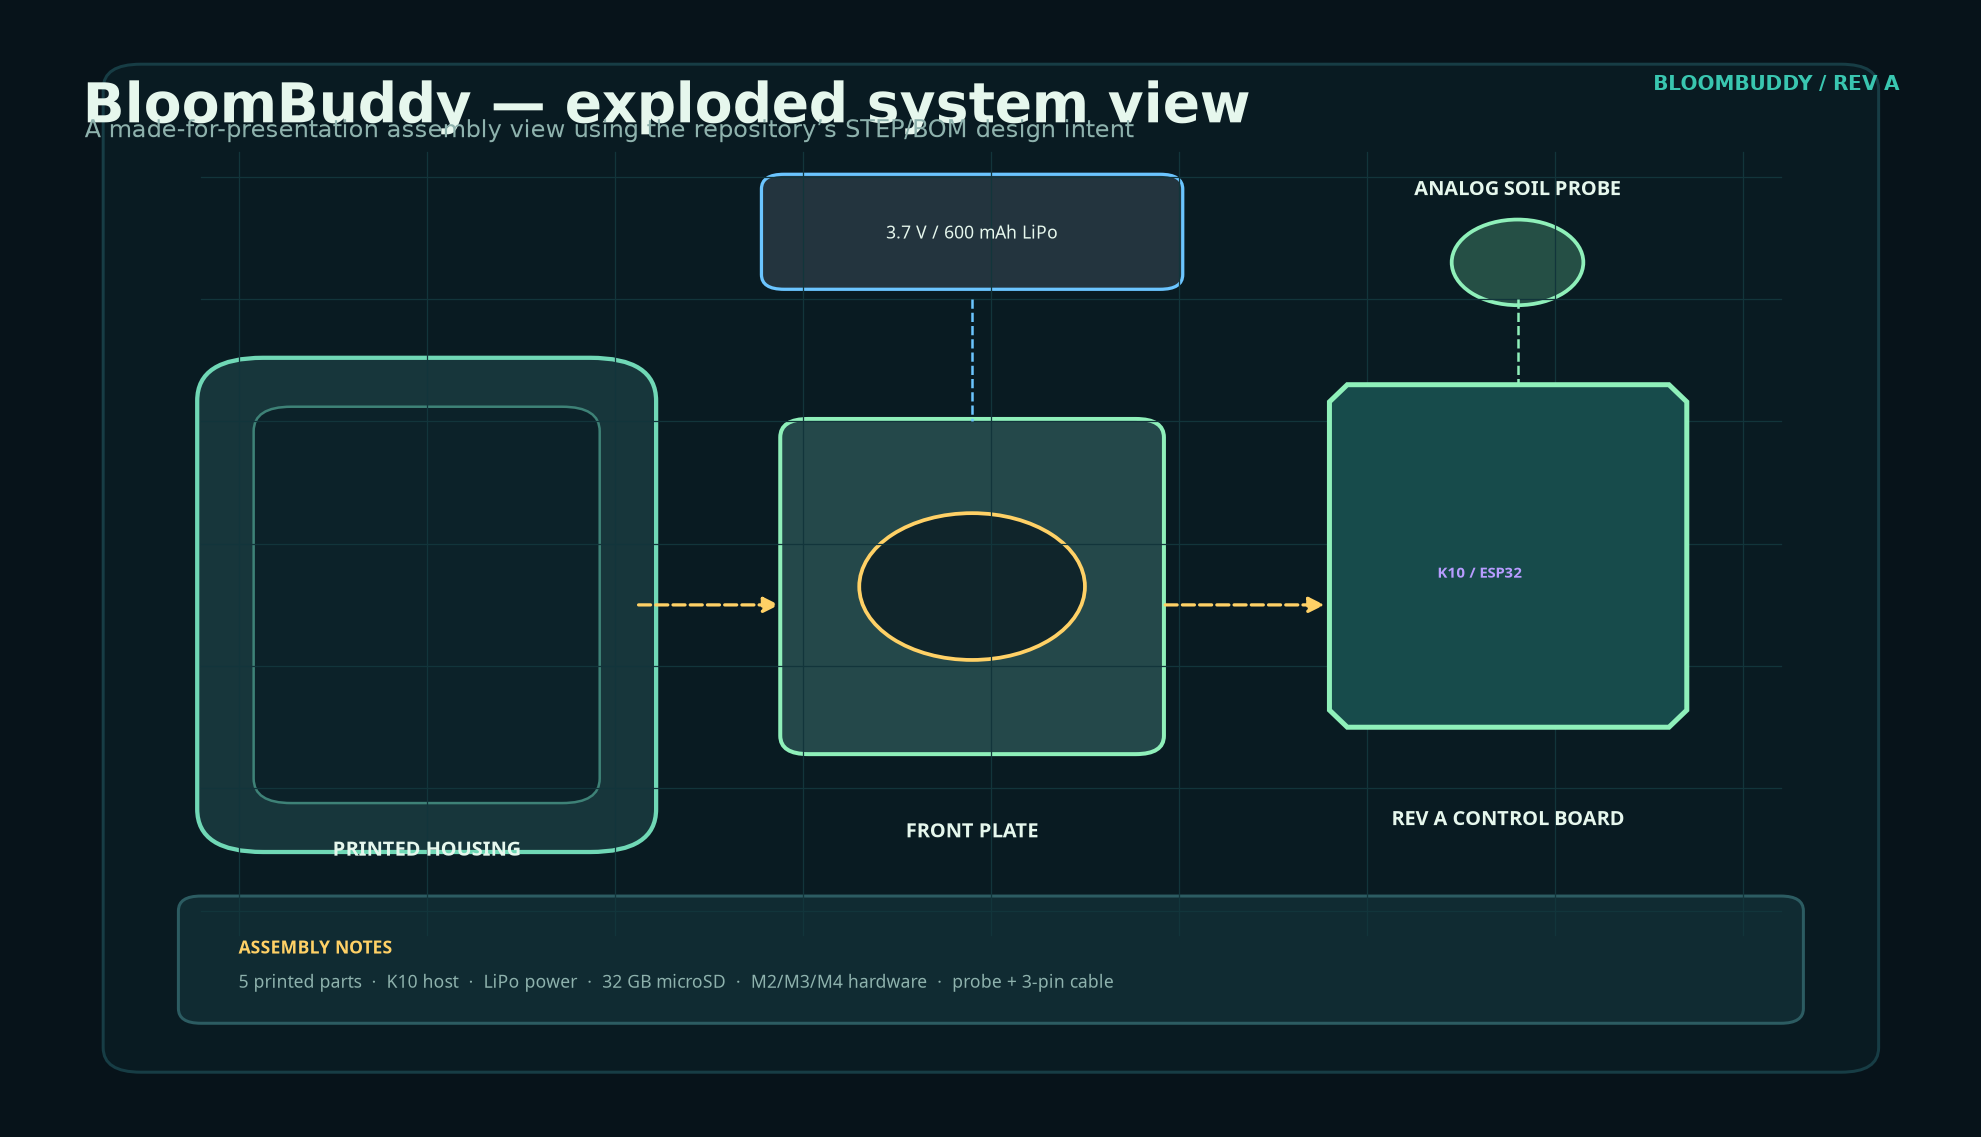 BloomBuddy — exploded system view
BLOOMBUDDY / REV A
A made-for-presentation assembly view using the repository's STEP/BOM design intent
3.7 V / 600 mAh LiPo
ANALOG SOIL PROBE
K10 / ESP32
PRINTED HOUSING
FRONT PLATE
REV A CONTROL BOARD
ASSEMBLY NOTES
5 printed parts · K10 host · LiPo power · 32 GB microSD · M2/M3/M4 hardware · probe + 3-pin cable